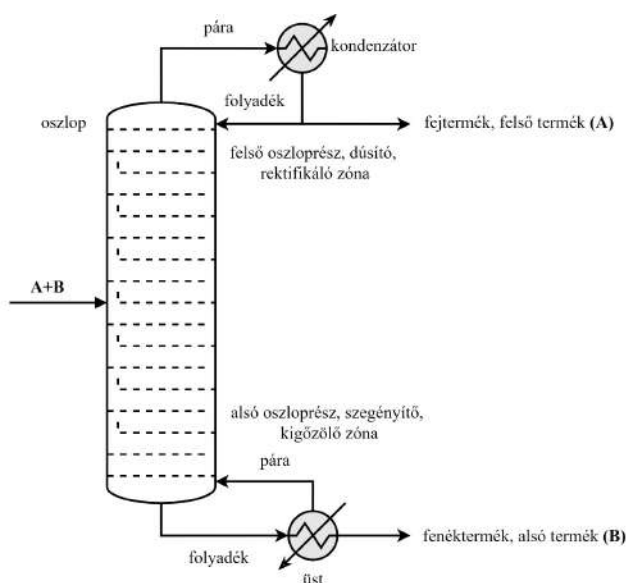 pára
kondenzátor
folyadék
oszlop
fejtermék, felső termék (A)
felső oszloprész, dúsító,
rektifikáló zóna
A+B
alsó oszloprész, szegényítő,
kigőzölő zóna
pára
fenéktermék, alsó termék (B)
folyadék
üst